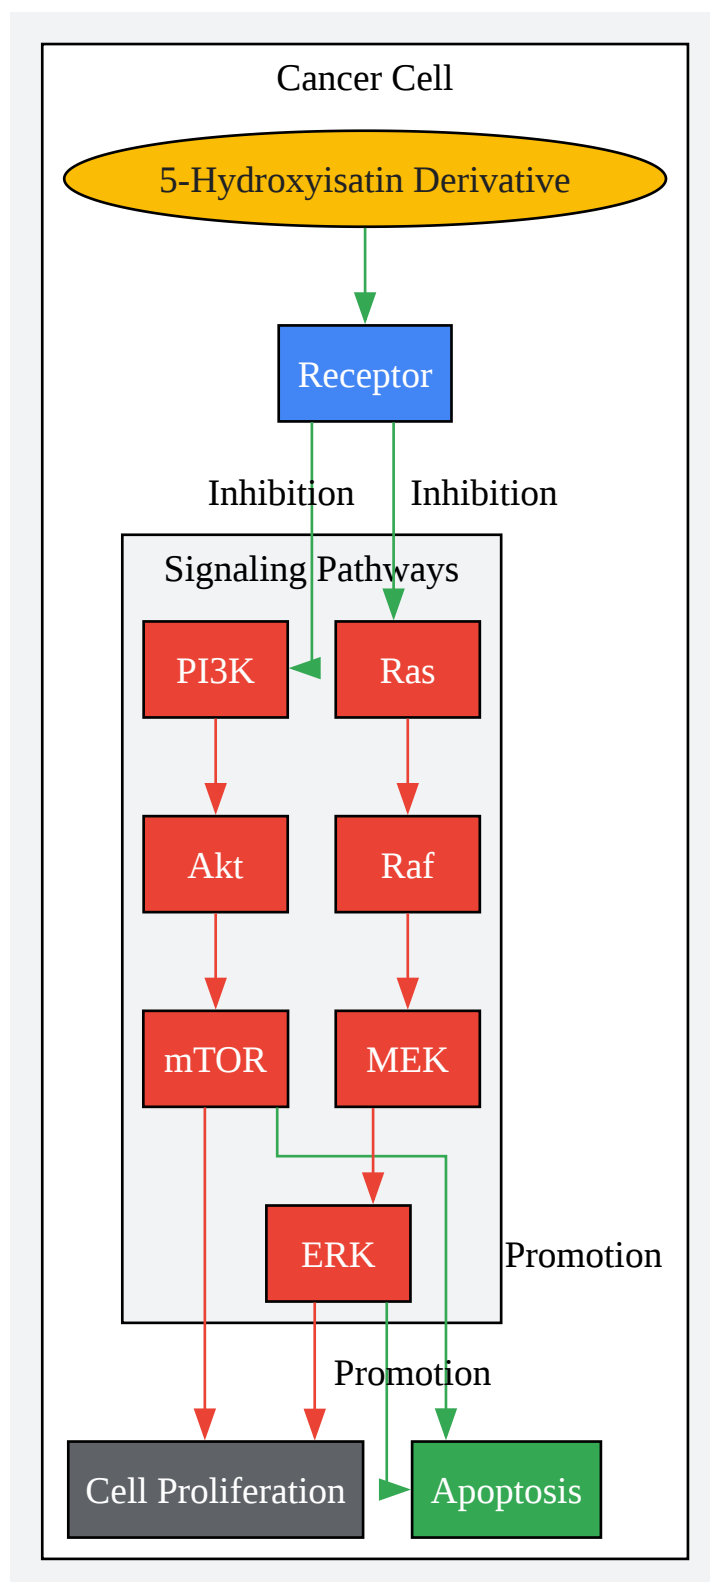 Cancer Cell
5-Hydroxyisatin Derivative
Receptor
Inhibition
Inhibition
Signaling Pathways
PI3K
Ras
Akt
Raf
mTOR
MEK
ERK
Promotion
Promotion
Cell Proliferation
Apoptosis